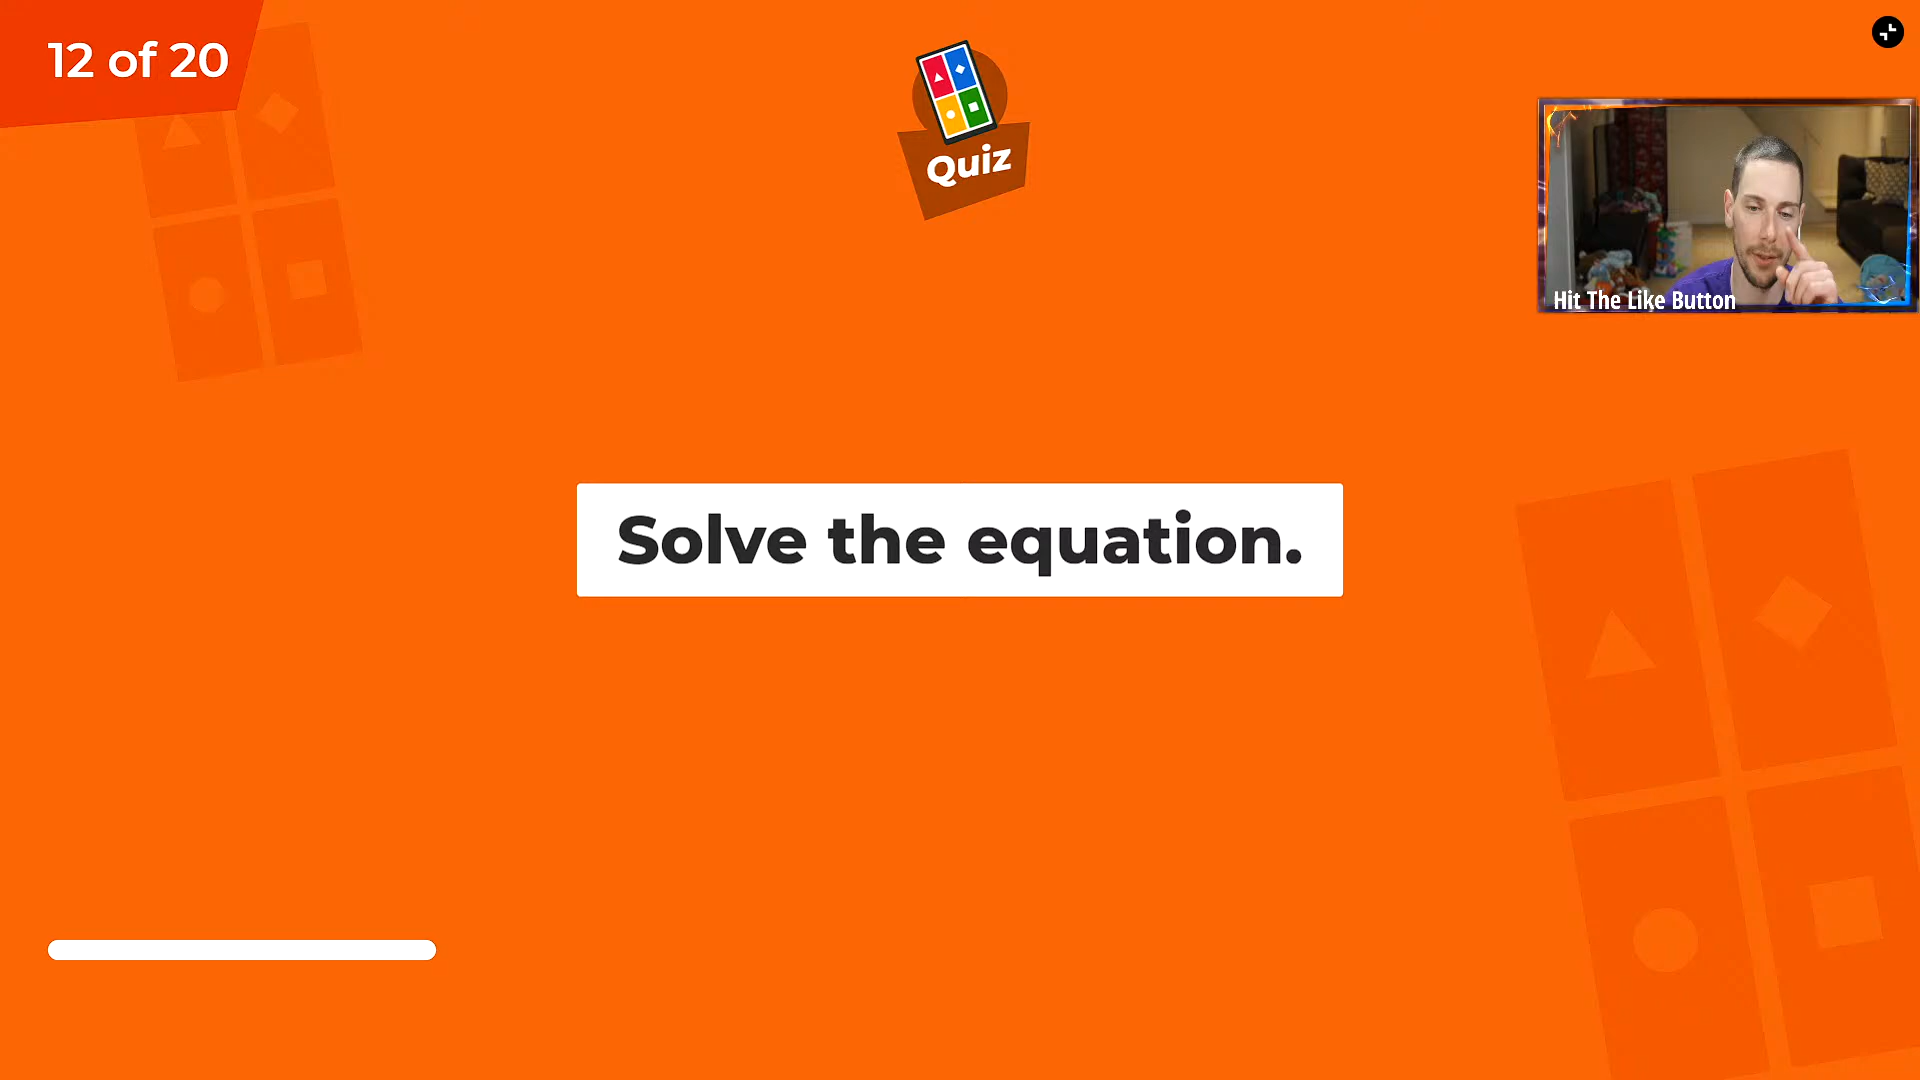 12 of 20
Quiz
Hit The Like Button
Solve the equation.